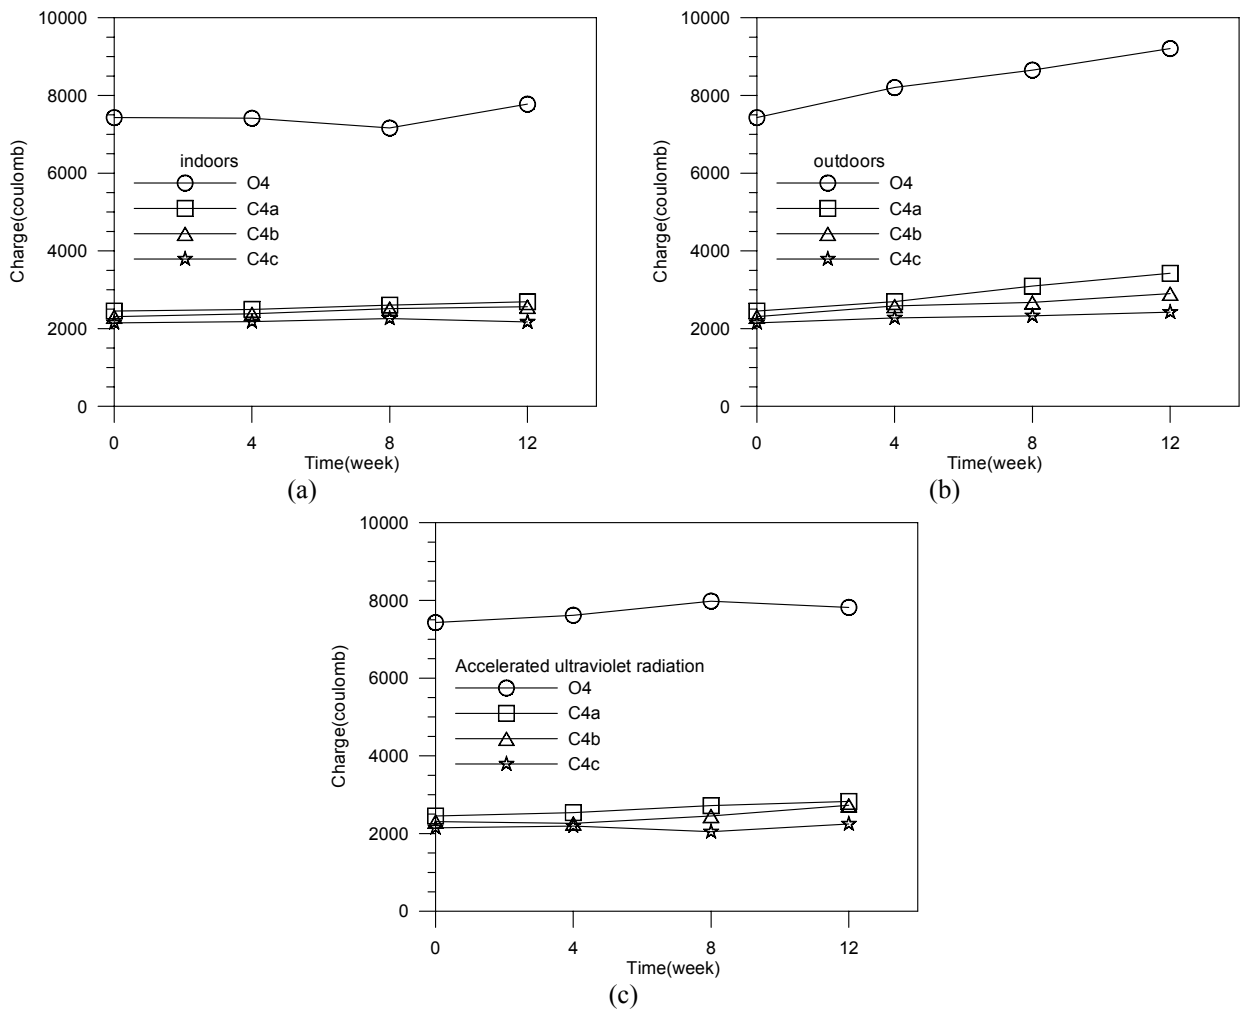 (a)
10000
8000
6000
4000
2000
0
Charge(coulomb)
indoors
O4
C4a
C4b
C4c
0 4 8 12
Time(week)
(a)
10000
8000
6000
4000
2000
0
Charge(coulomb)
outdoors
O4
C4a
C4b
C4c
0 4 8 12
Time(week)
(b)
10000
8000
6000
4000
2000
0
Charge(coulomb)
Accelerated ultraviolet radiation
O4
C4a
C4b
C4c
0 4 8 12
Time(week)
(c)